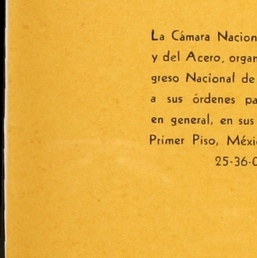 La Cámara Nacion
y del Acero, organ
greso Nacional de
a sus órdenes pa
en general, en sus
Primer Piso, Méxi
25-36-0